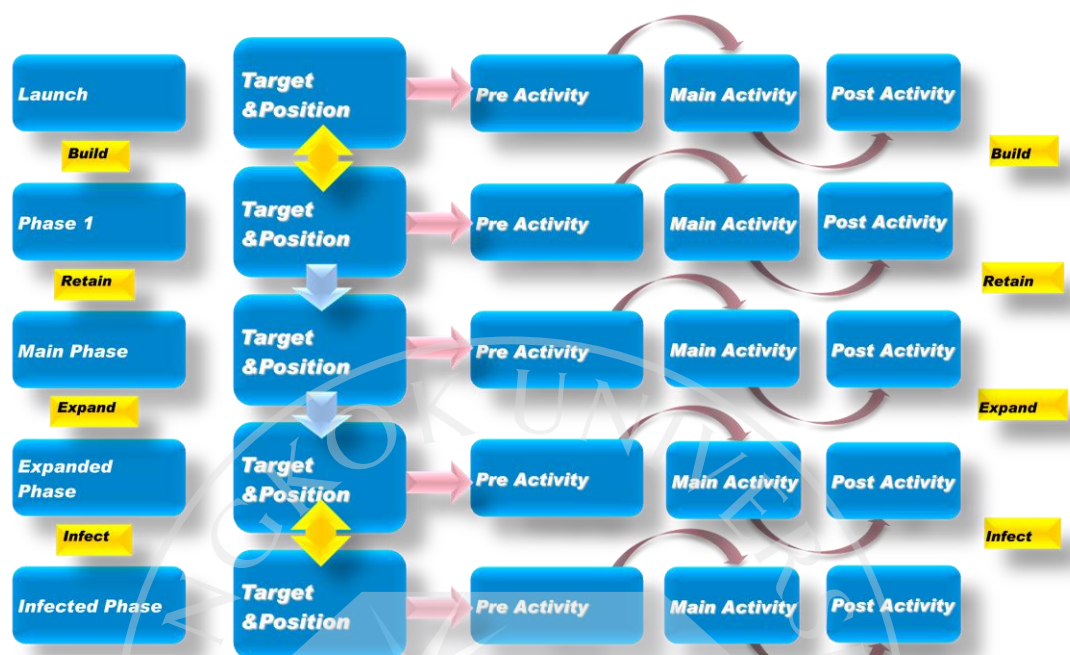 Launch
Target
&Position
Pre Activity
Main Activity
Post Activity
Build
Build
Phase 1
Target
&Position
Pre Activity
Main Activity
Post Activity
Retain
Retain
Main Phase
Target
&Position
Pre Activity
Main Activity
Post Activity
Expand
Expand
Expanded
Phase
Target
&Position
Pre Activity
Main Activity
Post Activity
Infect
Infect
Infected Phase
Target
&Position
Pre Activity
Main Activity
Post Activity
NGKOK UNIVERS